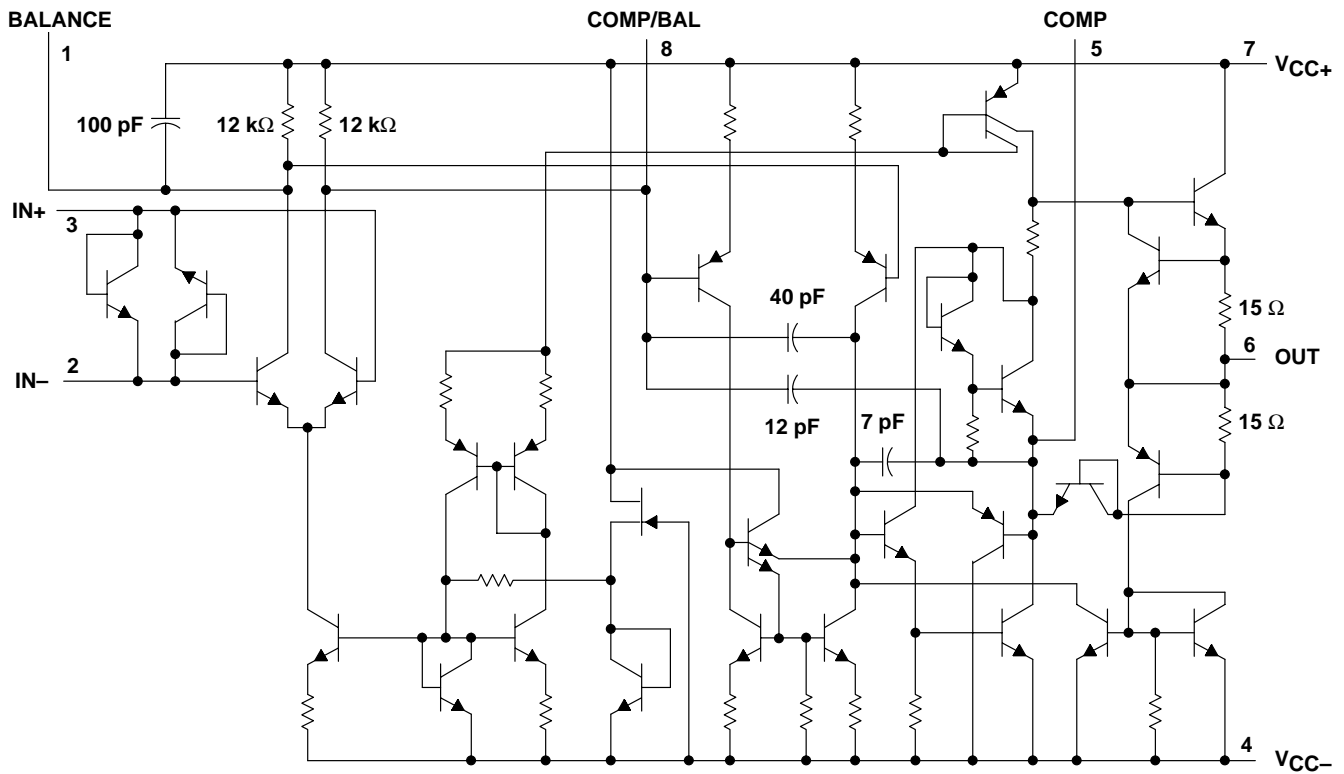 BALANCE
COMP/BAL
COMP
1
8
5
7
VCC+
100 pF
12 kΩ
12 kΩ
IN+
3
40 pF
15 Ω
6
OUT
2
IN–
12 pF
7 pF
15 Ω
4
VCC–